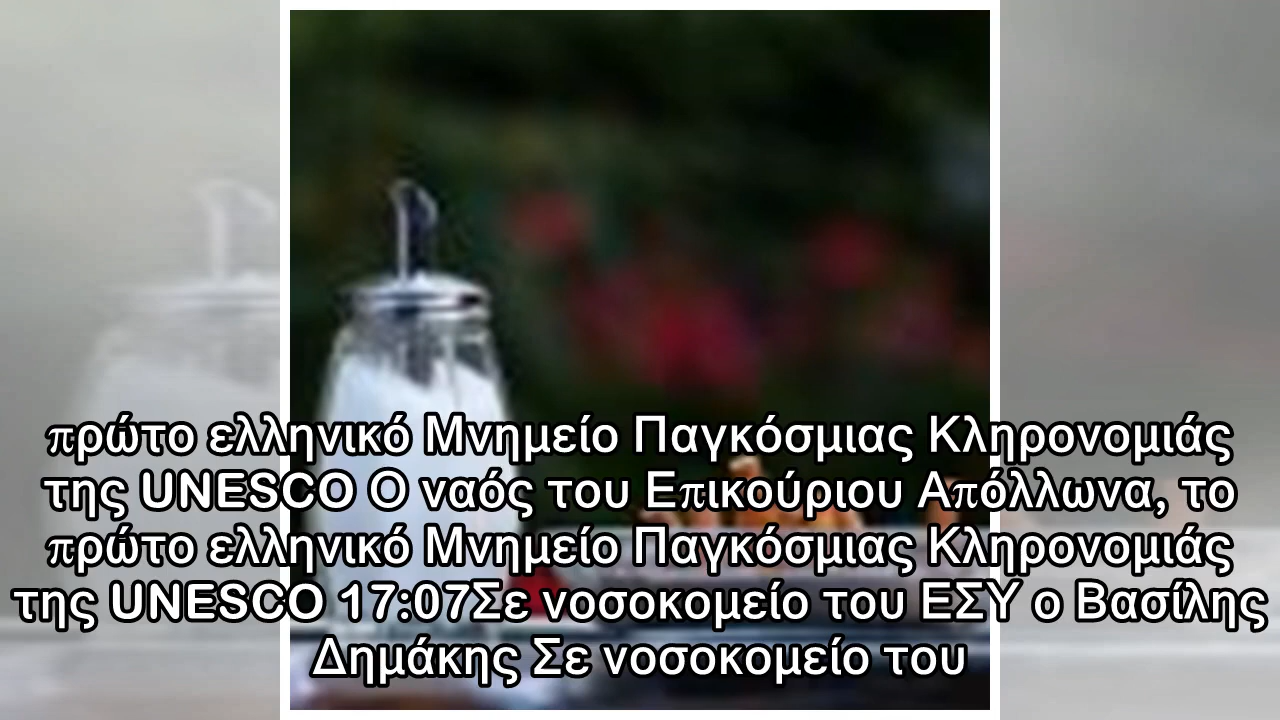 πρώτο ελληνικό Μνημείο Παγκόσμιας Κληρονομιάς
της UNESCO Ο ναός του Επικούριου Απόλλωνα, το
πρώτο ελληνικό Μνημείο Παγκόσμιας Κληρονομιάς
της UNESCO 17:07Σε νοσοκομείο του ΕΣΥ ο Βασίλης
Δημάκης Σε νοσοκομείο του